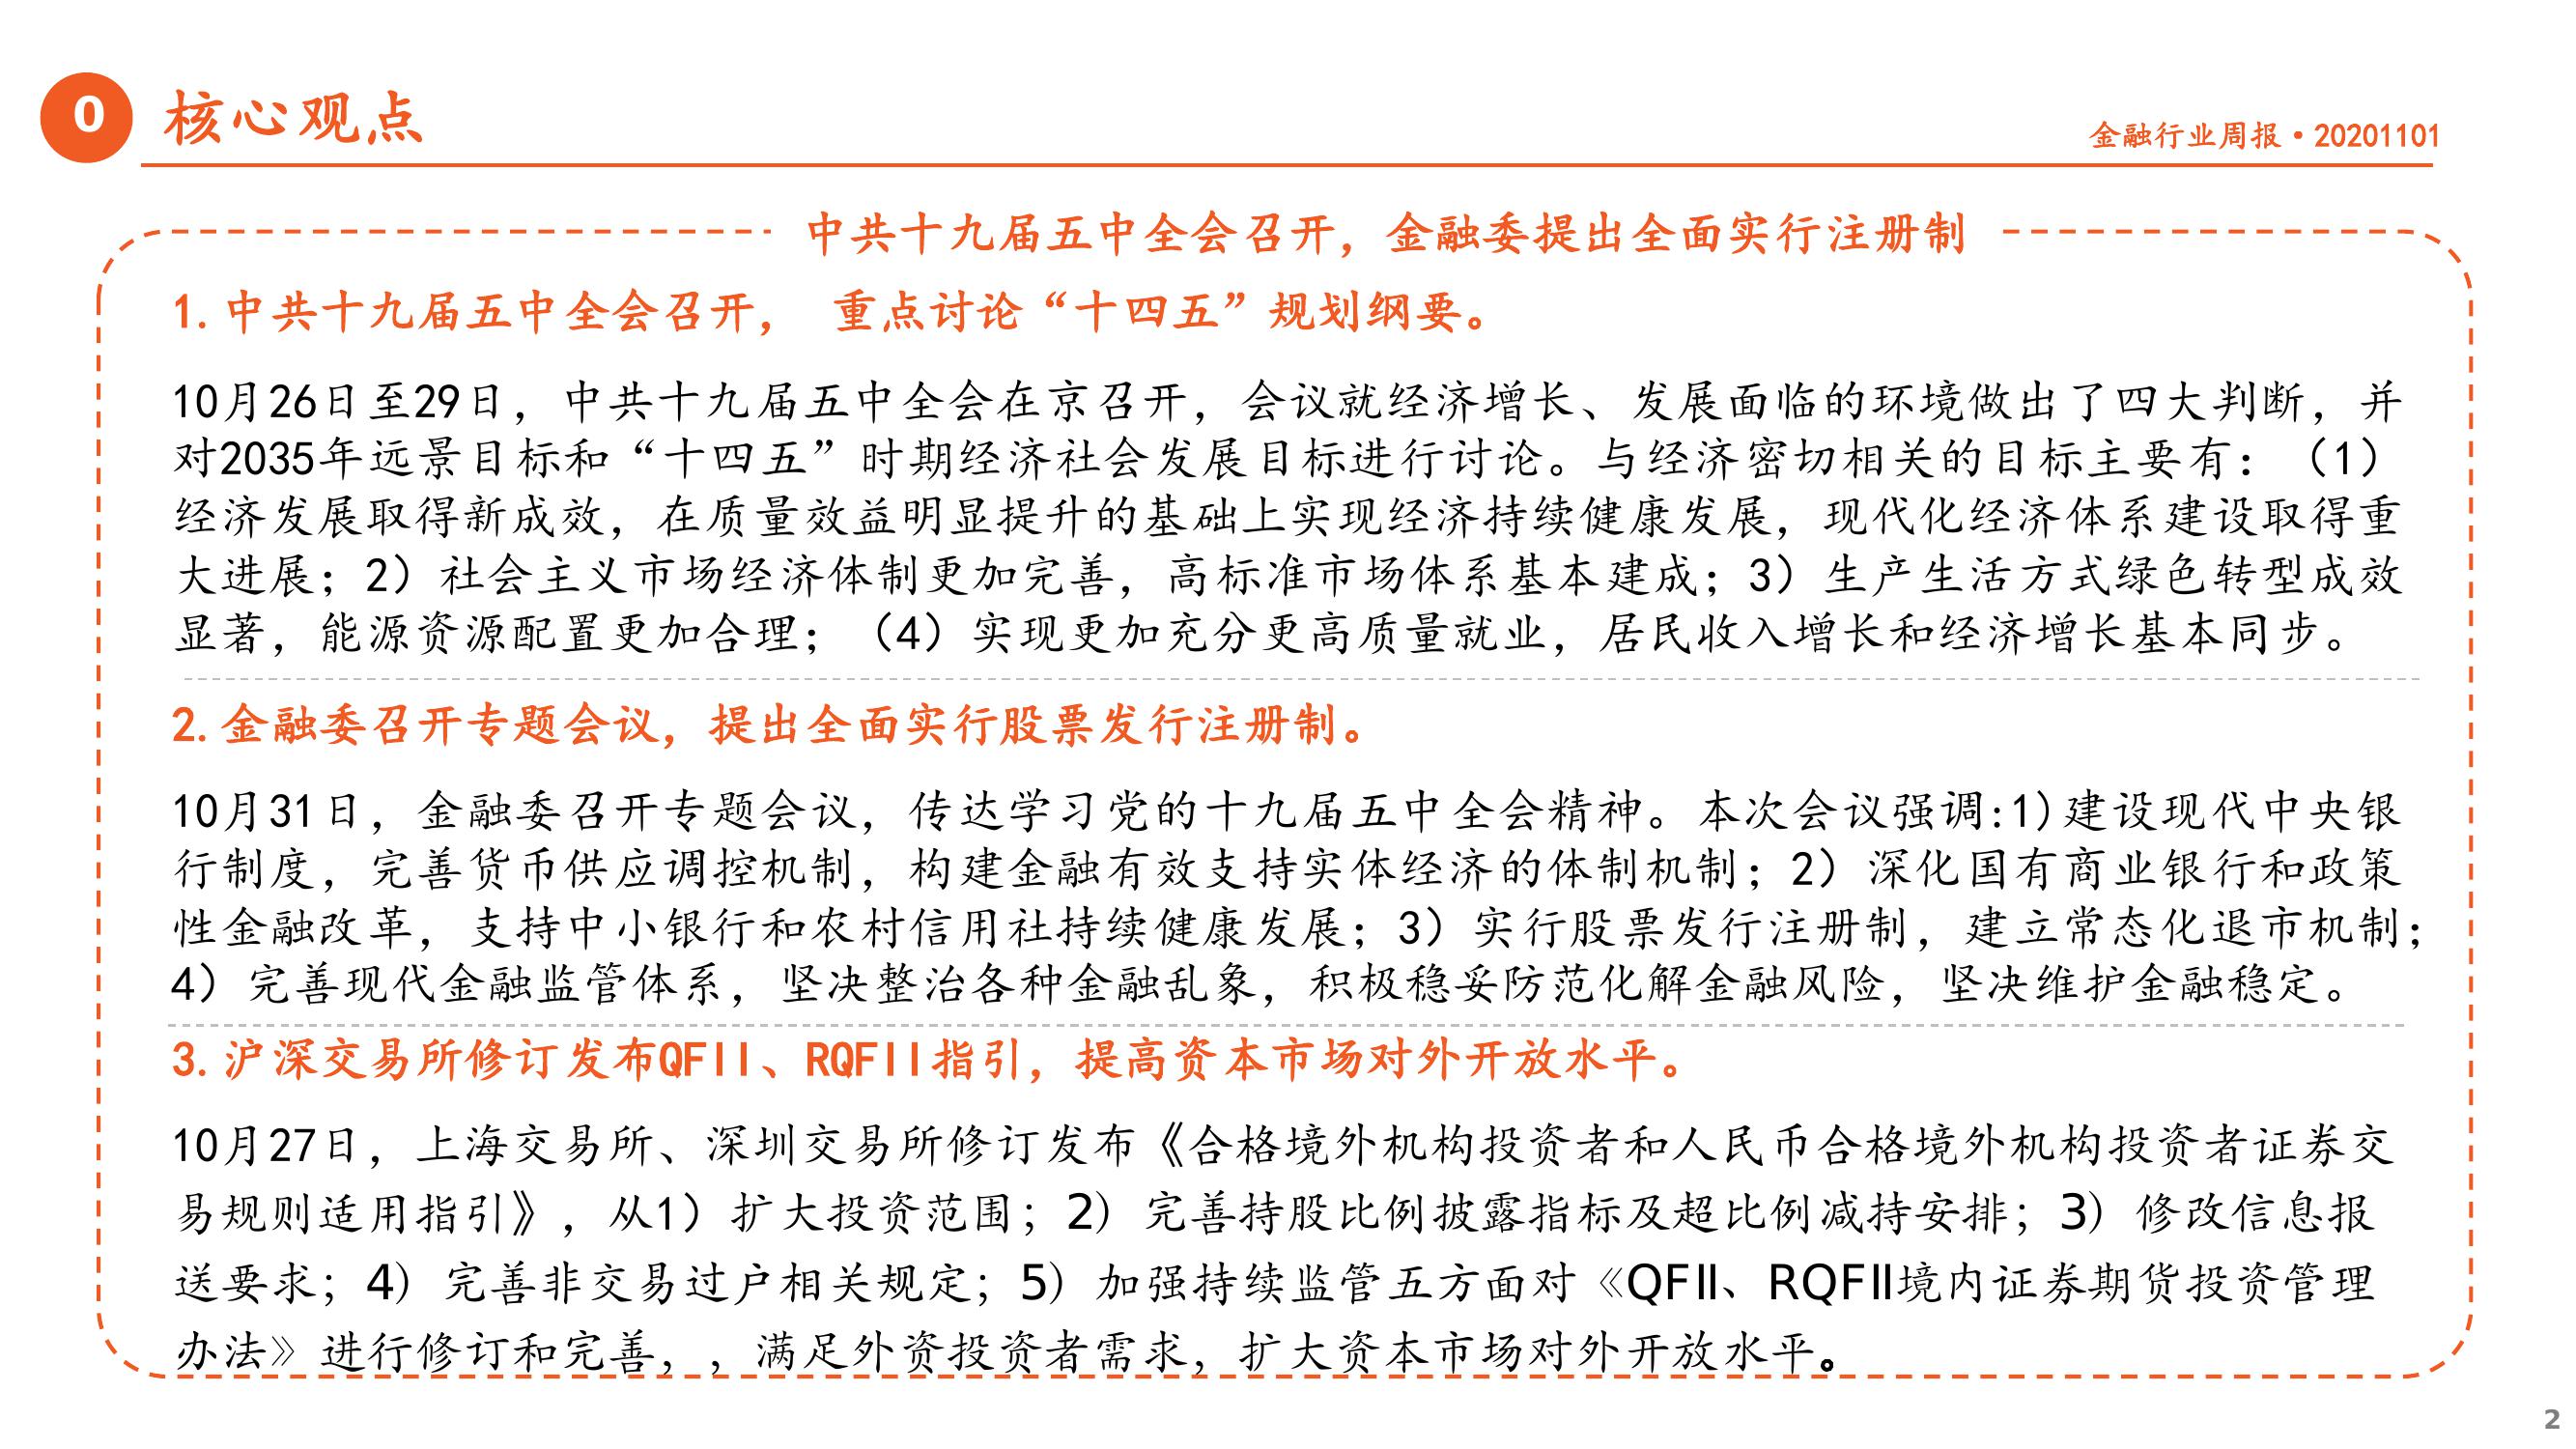 0 核心观点
金融行业周报•20201101
中共十九届五中全会召开，金融委提出全面实行注册制
1. 中共十九届五中全会召开， 重点讨论“十四五”规划纲要。
10月26日至29日，中共十九届五中全会在京召开，会议就经济增长、发展面临的环境做出了四大判断，并
对2035年远景目标和“十四五”时期经济社会发展目标进行讨论。与经济密切相关的目标主要有：（1）
经济发展取得新成效，在质量效益明显提升的基础上实现经济持续健康发展，现代化经济体系建设取得重
大进展；2）社会主义市场经济体制更加完善，高标准市场体系基本建成；3）生产生活方式绿色转型成效
显著，能源资源配置更加合理；（4）实现更加充分更高质量就业，居民收入增长和经济增长基本同步。
2. 金融委召开专题会议，提出全面实行股票发行注册制。
10月31日，金融委召开专题会议，传达学习党的十九届五中全会精神。本次会议强调:1)建设现代中央银
行制度，完善货币供应调控机制，构建金融有效支持实体经济的体制机制；2）深化国有商业银行和政策
性金融改革，支持中小银行和农村信用社持续健康发展；3）实行股票发行注册制，建立常态化退市机制；
4）完善现代金融监管体系，坚决整治各种金融乱象，积极稳妥防范化解金融风险，坚决维护金融稳定。
3. 沪深交易所修订发布QFII、RQFII指引，提高资本市场对外开放水平。
10月27日，上海交易所、深圳交易所修订发布《合格境外机构投资者和人民币合格境外机构投资者证券交
易规则适用指引》，从1）扩大投资范围；2）完善持股比例披露指标及超比例减持安排；3）修改信息报
送要求；4）完善非交易过户相关规定；5）加强持续监管五方面对《QFII、RQFII境内证券期货投资管理
办法》进行修订和完善，，满足外资投资者需求，扩大资本市场对外开放水平。
2